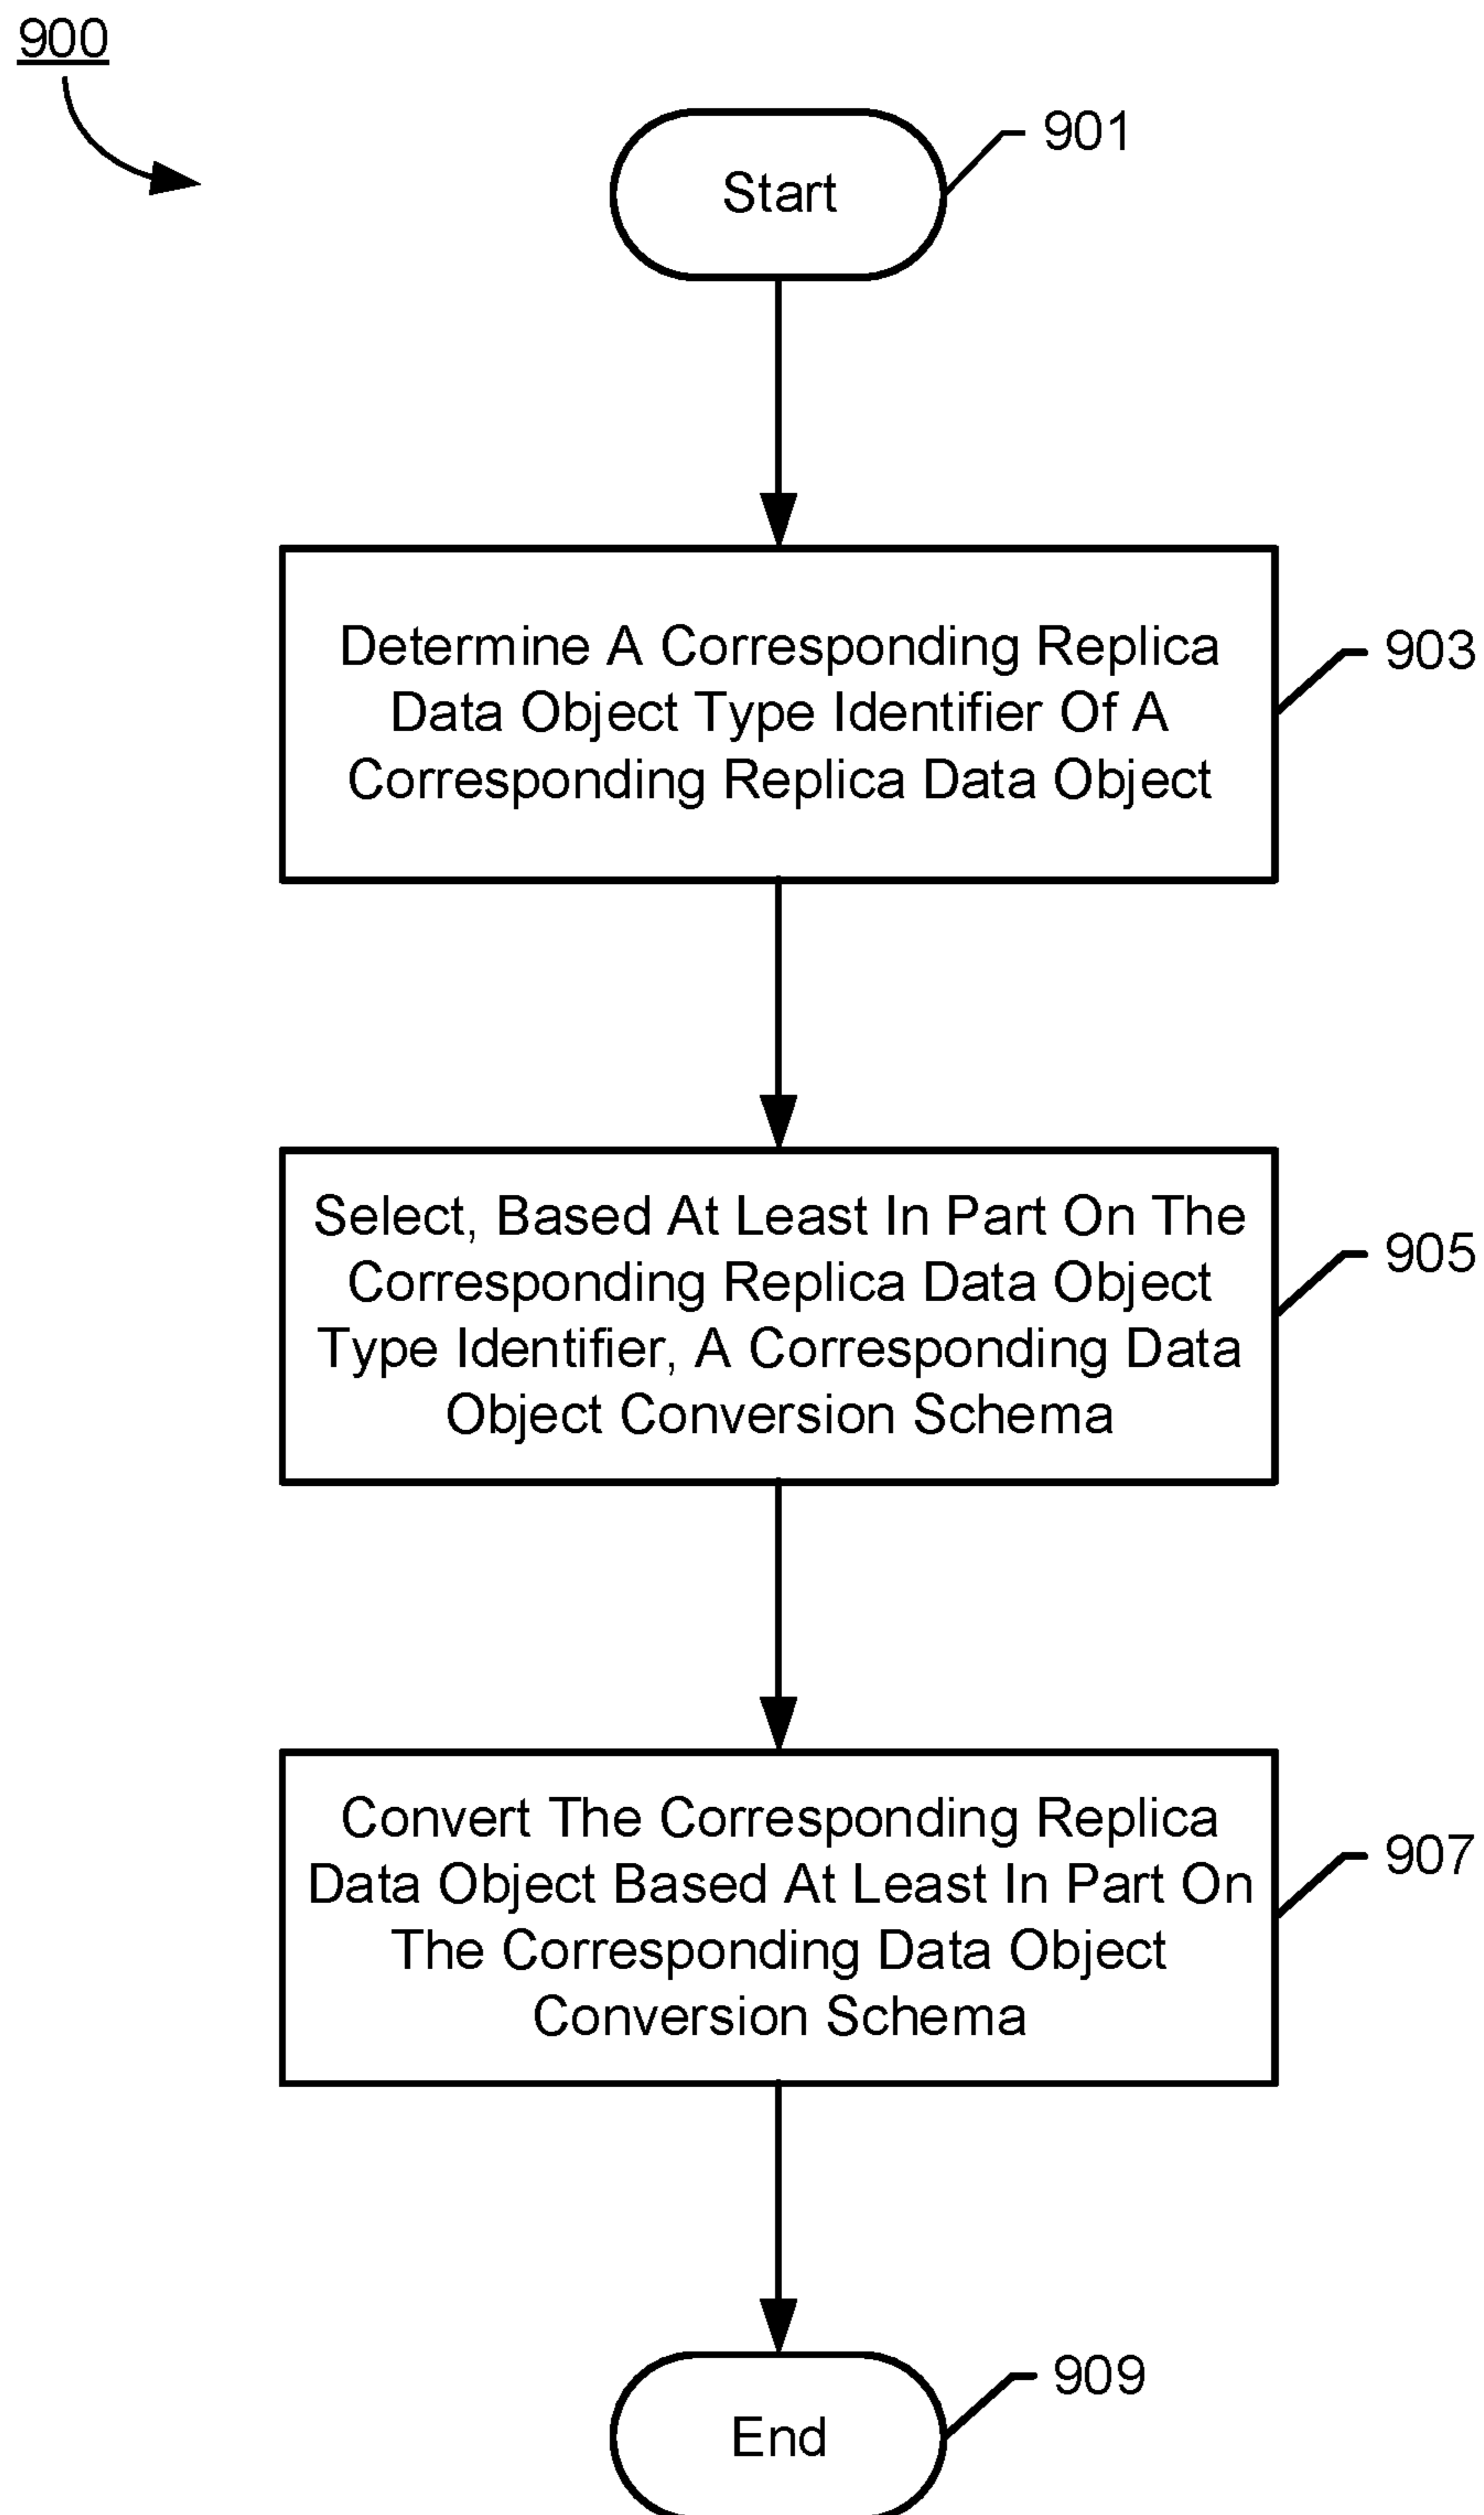 900
Start
901
Determine A Corresponding Replica
Data Object Type Identifier Of A
Corresponding Replica Data Object
903
Select, Based At Least In Part On The
Corresponding Replica Data Object
Type Identifier, A Corresponding Data
Object Conversion Schema
905
Convert The Corresponding Replica
Data Object Based At Least In Part On
The Corresponding Data Object
Conversion Schema
907
End
909